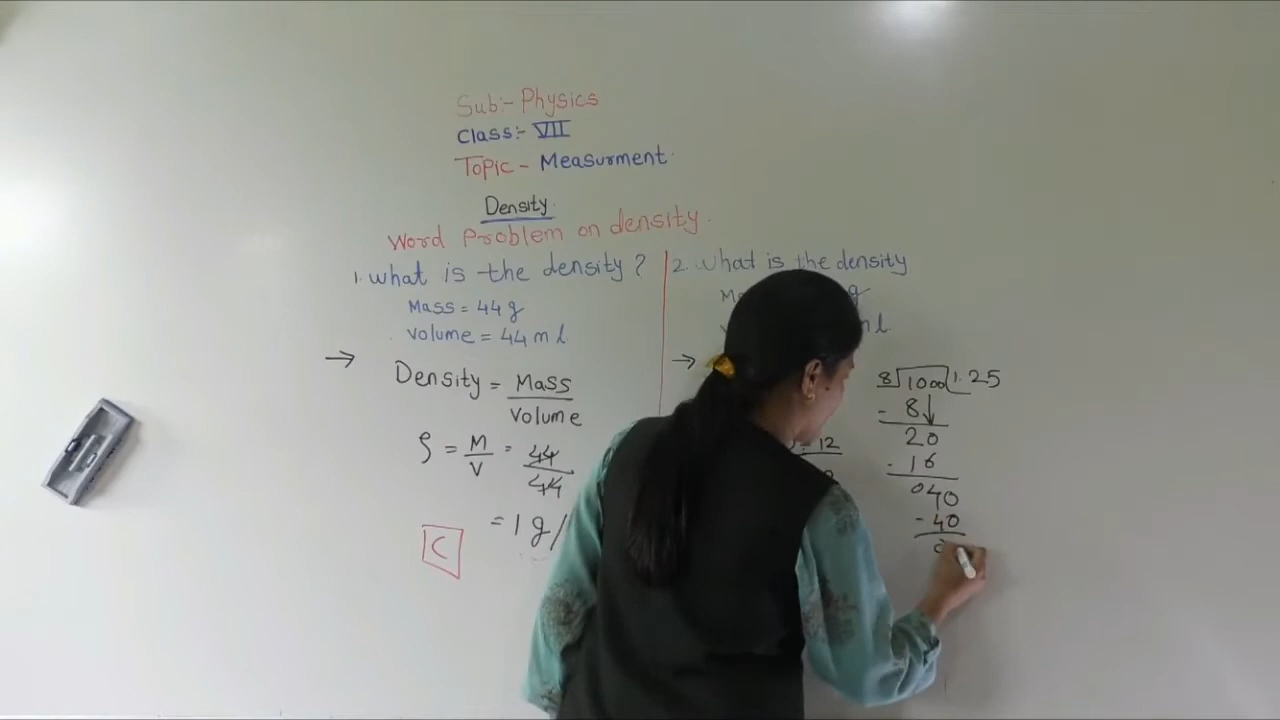 Sub:- Physics
Class:- VII
Topic - Measurment.
Density.
Word Problem on density.
1. what is the density?
Mass = 44 g
Volume = 44 m l
→ Density = Mass
Volume
ρ = M = 44
V 44
= 1 g/
C
2. What is the density
g
m l
→
12
8 1000 1.25
- 8
20
- 16
040
- 40